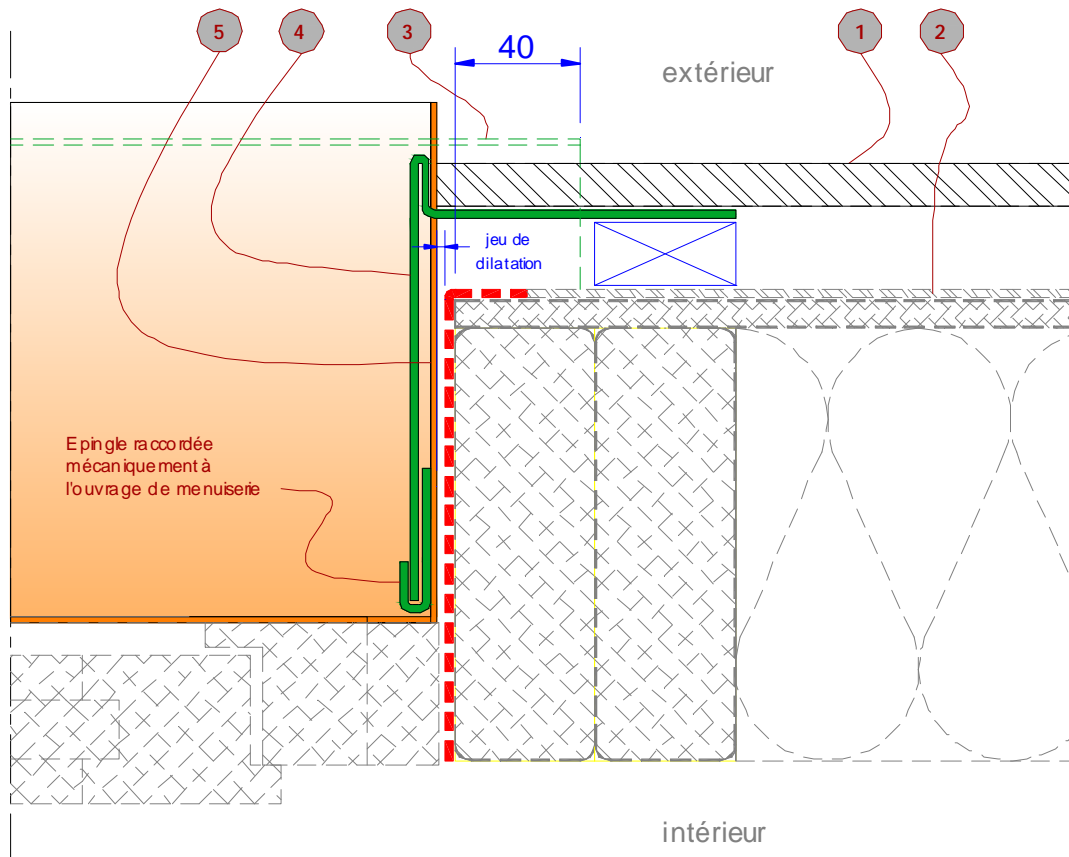 5
4
3
1
2
40
extérieur
jeu de
dilatation
Epingle raccordée
mécaniquement à
l'ouvrage de menuiserie
intérieur